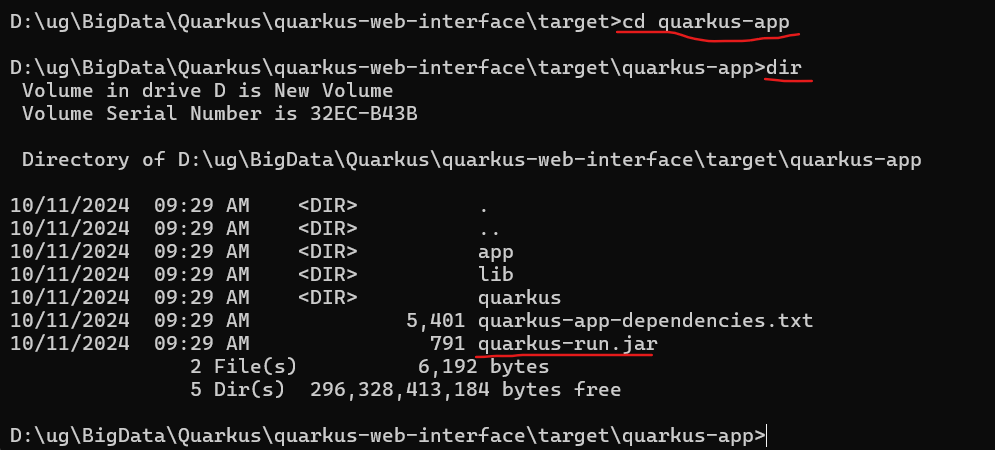 D:\ug\BigData\Quarkus\quarkus-web-interface\target>cd quarkus-app
D:\ug\BigData\Quarkus\quarkus-web-interface\target\quarkus-app>dir
Volume in drive D is New Volume
Volume Serial Number is 32EC-B43B
Directory of D:\ug\BigData\Quarkus\quarkus-web-interface\target\quarkus-app
10/11/2024  09:29 AM    <DIR>          .
10/11/2024  09:29 AM    <DIR>          ..
10/11/2024  09:29 AM    <DIR>          app
10/11/2024  09:29 AM    <DIR>          lib
10/11/2024  09:29 AM    <DIR>          quarkus
10/11/2024  09:29 AM             5,401 quarkus-app-dependencies.txt
10/11/2024  09:29 AM               791 quarkus-run.jar
2 File(s)          6,192 bytes
5 Dir(s)  296,328,413,184 bytes free
D:\ug\BigData\Quarkus\quarkus-web-interface\target\quarkus-app>